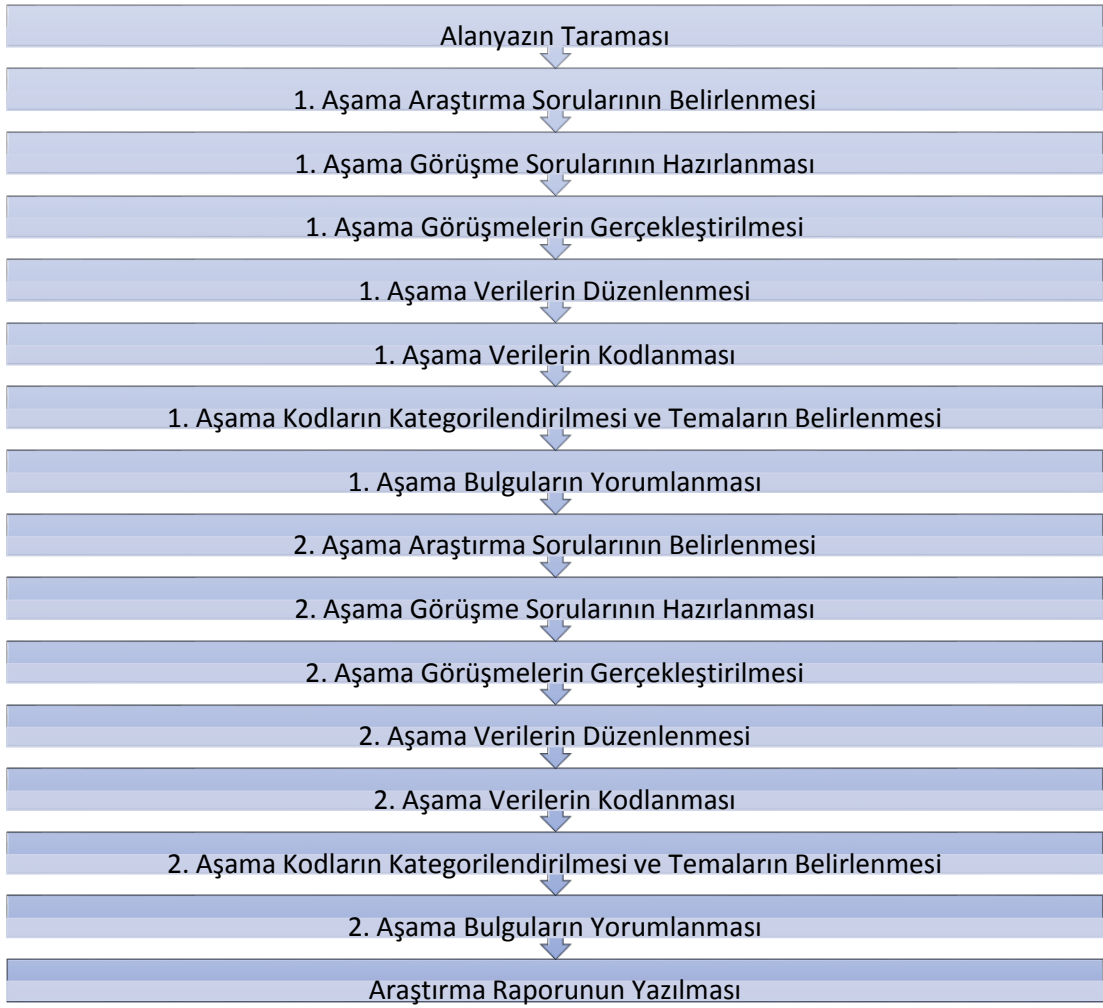 Alanyazın Taraması
1. Aşama Araştırma Sorularının Belirlenmesi
1. Aşama Görüşme Sorularının Hazırlanması
1. Aşama Görüşmelerin Gerçekleştirilmesi
1. Aşama Verilerin Düzenlenmesi
1. Aşama Verilerin Kodlanması
1. Aşama Kodların Kategorilendirilmesi ve Temaların Belirlenmesi
1. Aşama Bulguların Yorumlanması
2. Aşama Araştırma Sorularının Belirlenmesi
2. Aşama Görüşme Sorularının Hazırlanması
2. Aşama Görüşmelerin Gerçekleştirilmesi
2. Aşama Verilerin Düzenlenmesi
2. Aşama Verilerin Kodlanması
2. Aşama Kodların Kategorilendirilmesi ve Temaların Belirlenmesi
2. Aşama Bulguların Yorumlanması
Araştırma Raporunun Yazılması